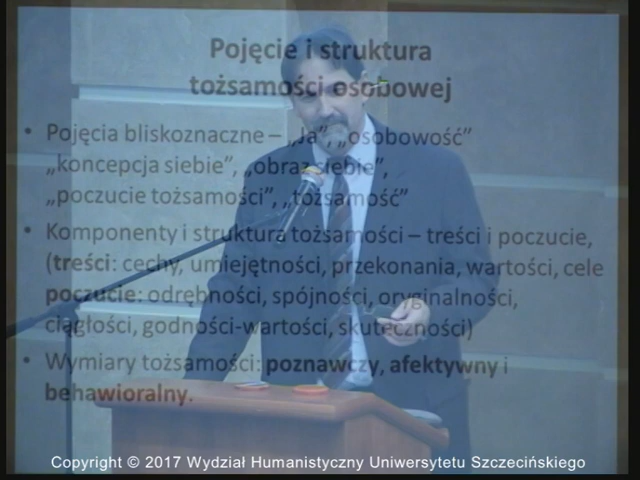 Pojęcie i struktura
tożsamości osobowej
• Pojęcia bliskoznaczne – „Ja”, „osobowość”
„koncepcja siebie”, „obraz siebie”,
„poczucie tożsamości”, „tożsamość”
• Komponenty i struktura tożsamości – treści i poczucie,
(treści: cechy, umiejętności, przekonania, wartości, cele
poczucie: odrębności, spójności, oryginalności,
ciągłości, godności-wartości, skuteczności)
• Wymiary tożsamości: poznawczy, afektywny i
behawioralny.
Copyright © 2017 Wydział Humanistyczny Uniwersytetu Szczecińskiego